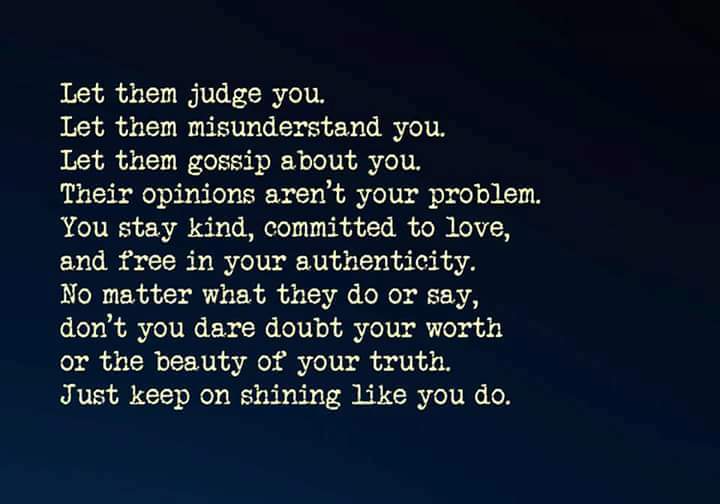 Let them judge you.
Let them misunderstand you.
Let them gossip about you.
Their opinions aren't your problem.
You stay kind, committed to love,
and free in your authenticity.
No matter what they do or say,
don't you dare doubt your worth
or the beauty of your truth.
Just keep on shining like you do.